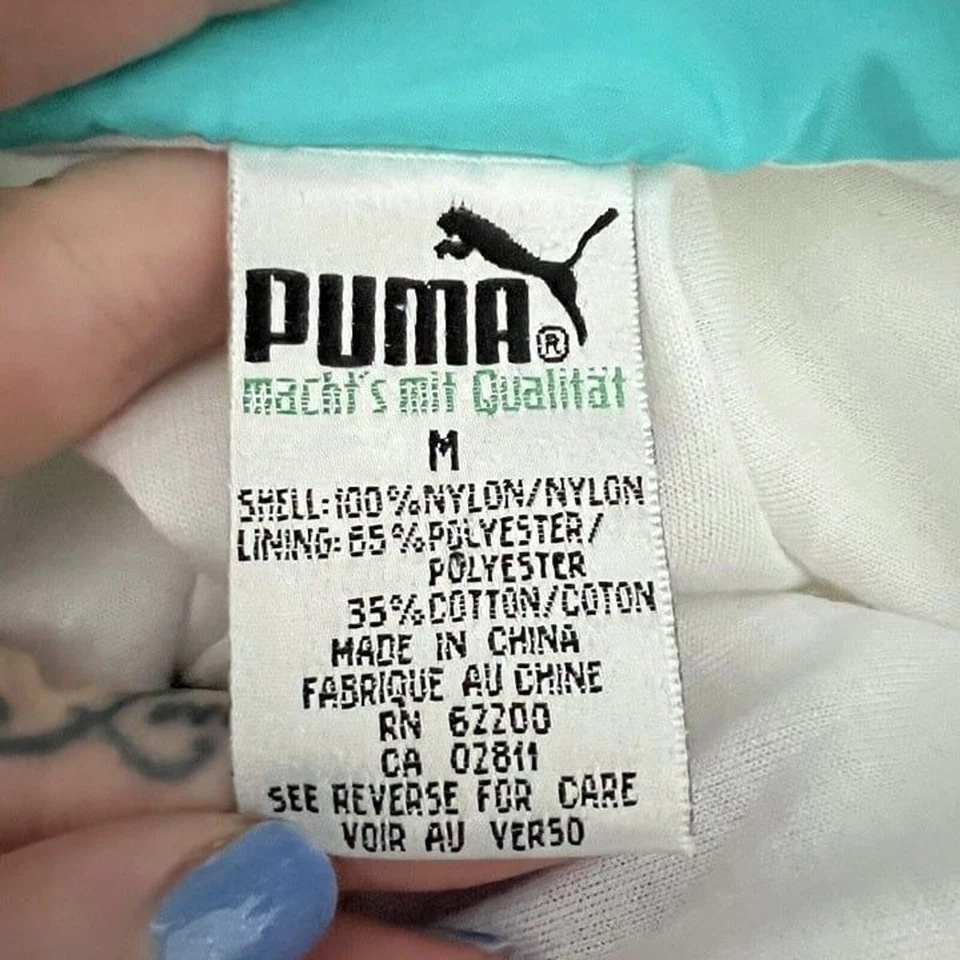 PUMA®
macht's mit Qualität
M
SHELL: 100% NYLON/NYLON
LINING: 65% POLYESTER/
POLYESTER
35% COTTON/COTON
MADE IN CHINA
FABRIQUE AU CHINE
RN 62200
CA 02811
SEE REVERSE FOR CARE
VOIR AU VERSO